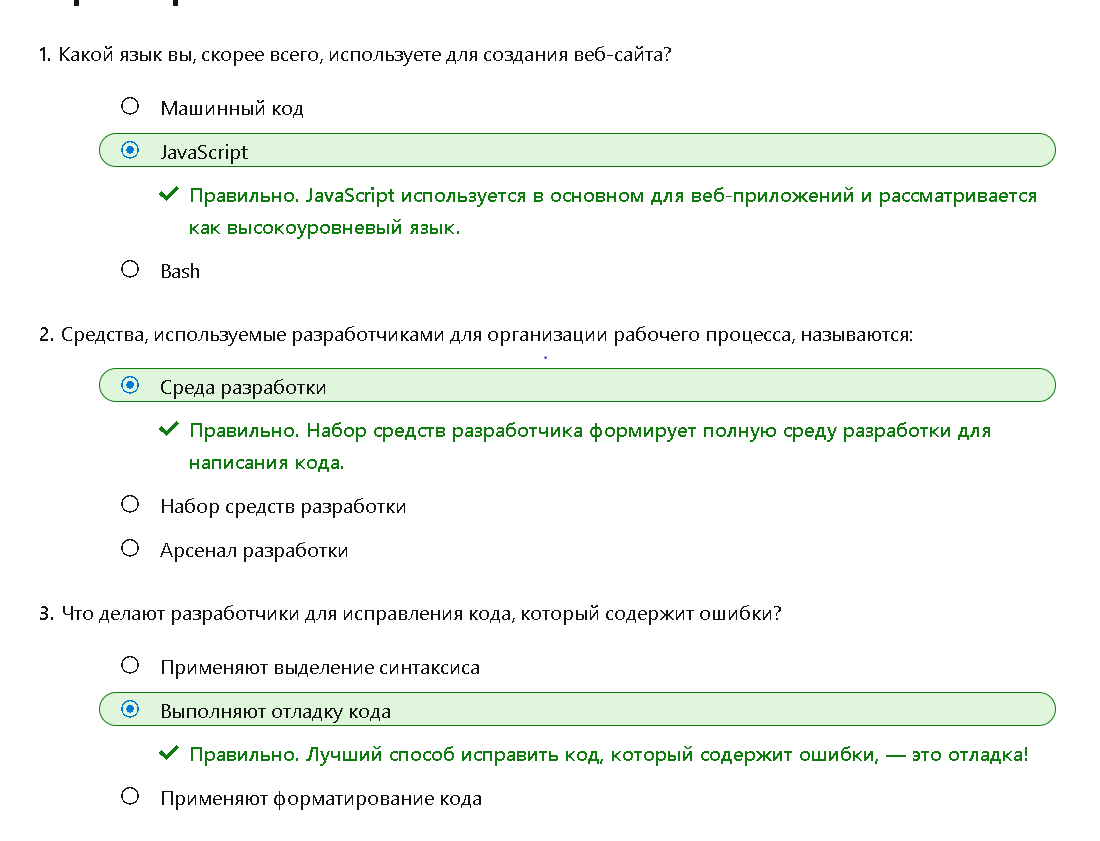 1. Какой язык вы, скорее всего, используете для создания веб-сайта?
Машинный код
JavaScript
Правильно. JavaScript используется в основном для веб-приложений и рассматривается
как высокоуровневый язык.
Bash
2. Средства, используемые разработчиками для организации рабочего процесса, называются:
Среда разработки
Правильно. Набор средств разработчика формирует полную среду разработки для
написания кода.
Набор средств разработки
Арсенал разработки
3. Что делают разработчики для исправления кода, который содержит ошибки?
Применяют выделение синтаксиса
Выполняют отладку кода
Правильно. Лучший способ исправить код, который содержит ошибки, — это отладка!
Применяют форматирование кода